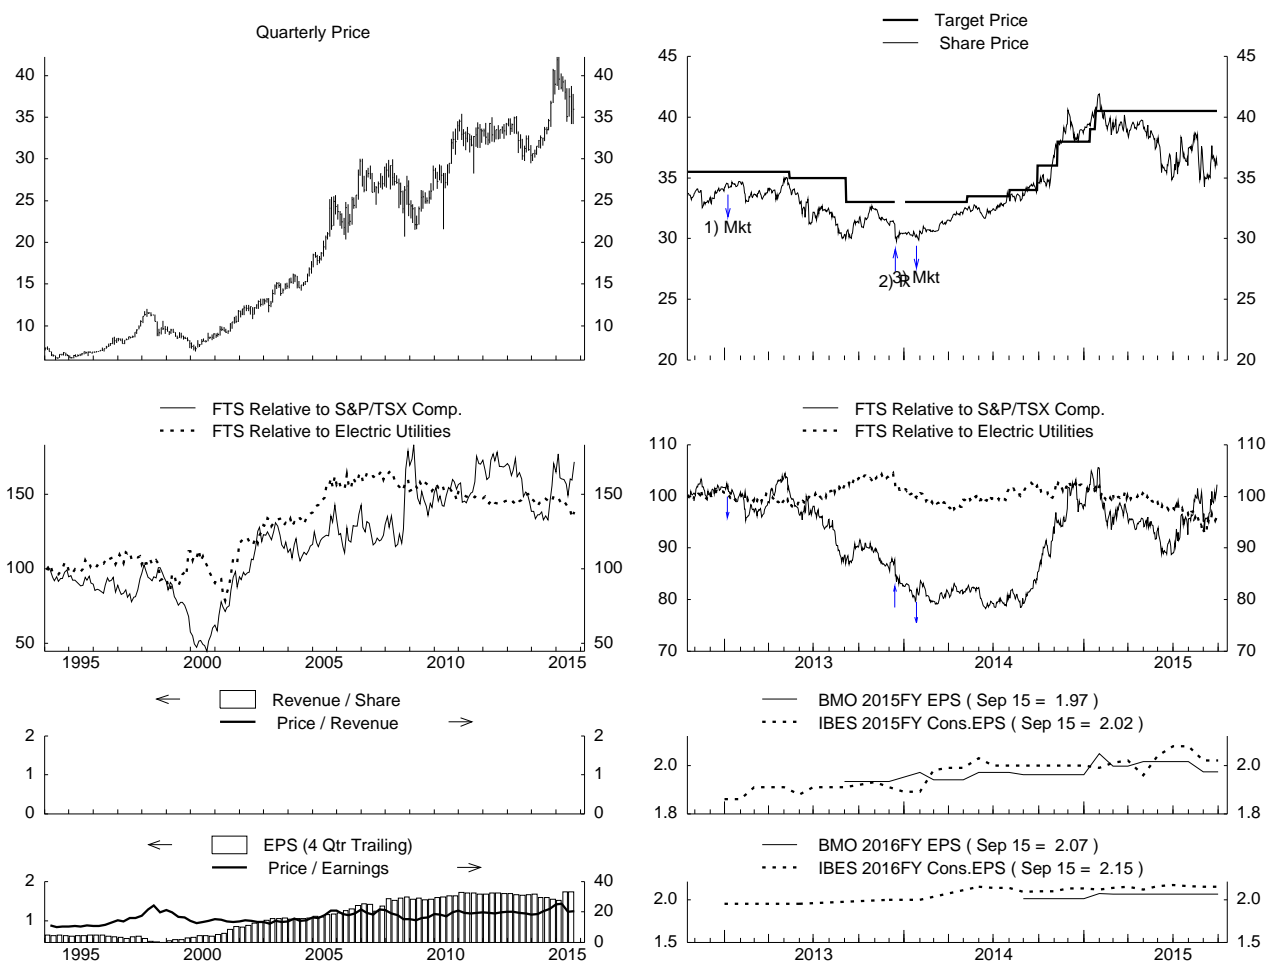 Quarterly Price
40 40
35 35
30 30
25 25
20 20
15 15
10 10
Target Price
Share Price
45 45
40 40
35 35
30 30
25 25
20 20
1) Mkt
2) R
3) Mkt
FTS Relative to S&P/TSX Comp.
FTS Relative to Electric Utilities
150 150
100 100
50 50
1995 2000 2005 2010 2015
FTS Relative to S&P/TSX Comp.
FTS Relative to Electric Utilities
110 110
100 100
90 90
80 80
70 70
2013 2014 2015
Revenue / Share
Price / Revenue
2 2
1 1
0 0
BMO 2015FY EPS ( Sep 15 = 1.97 )
IBES 2015FY Cons.EPS ( Sep 15 = 2.02 )
2.0 2.0
1.8 1.8
EPS (4 Qtr Trailing)
Price / Earnings
2 40
1 20
0 0
1995 2000 2005 2010 2015
BMO 2016FY EPS ( Sep 15 = 2.07 )
IBES 2016FY Cons.EPS ( Sep 15 = 2.15 )
2.0 2.0
1.5 1.5
2013 2014 2015